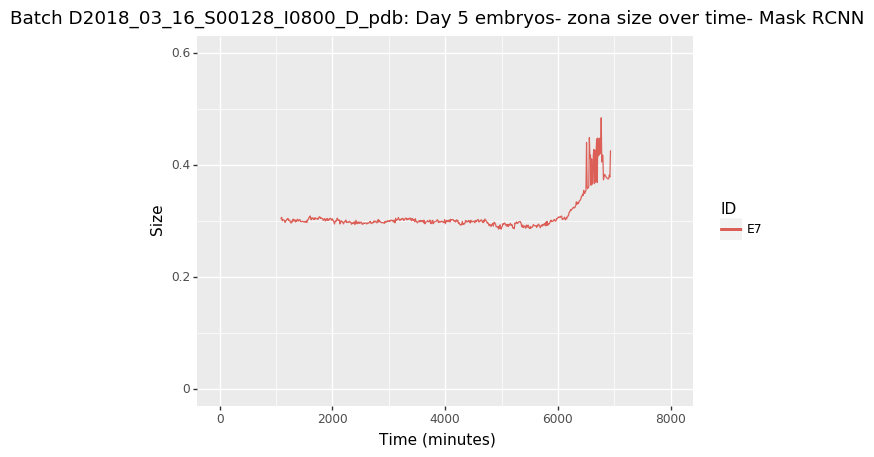 Batch D2018_03_16_S00128_I0800_D_pdb: Day 5 embryos- zona size over time- Mask RCNN
0.6
0.4
0.2
0
Size
0 2000 4000 6000 8000
Time (minutes)
ID
E7